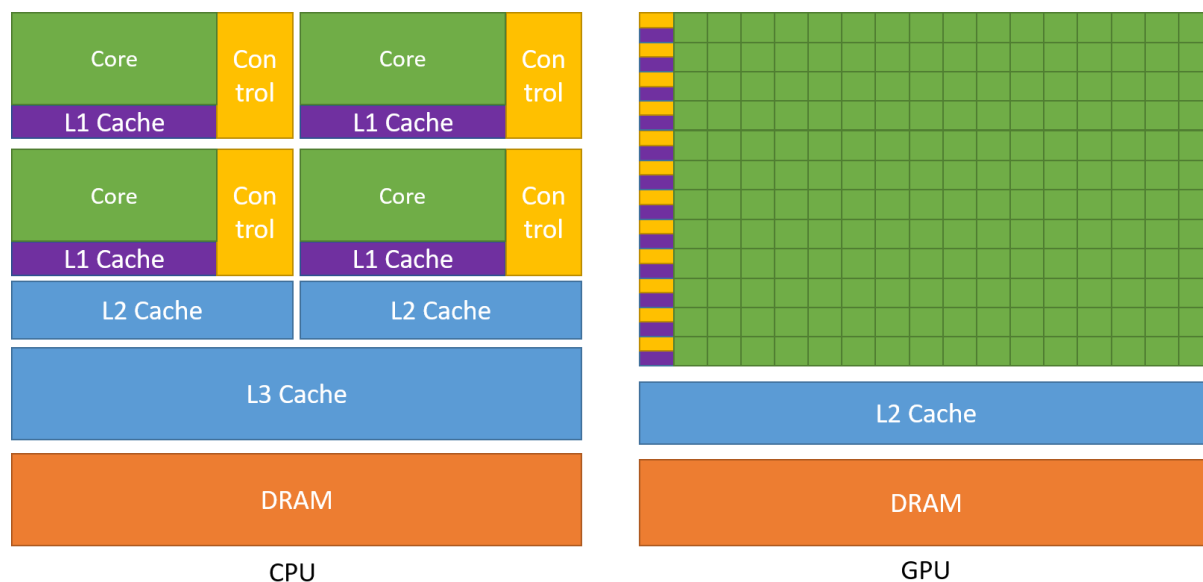 Core
Con
trol
Core
Con
trol
L1 Cache
L1 Cache
Core
Con
trol
Core
Con
trol
L1 Cache
L1 Cache
L2 Cache
L2 Cache
L3 Cache
DRAM
CPU
L2 Cache
DRAM
GPU